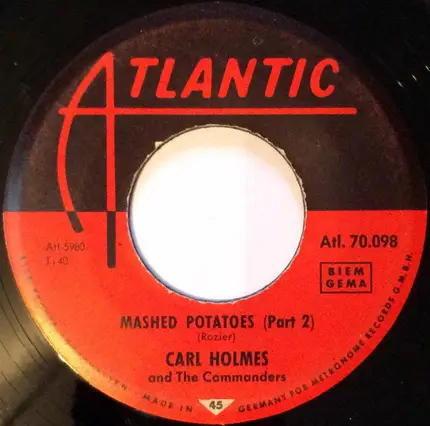 ATLANTIC
Atl 5980
Atl. 70.098
BIEM
GEMA
MASHED POTATOES (Part 2)
(Rozier)
CARL HOLMES
and The Commanders
MADE IN 45 GERMANY FOR METRONOME RECORDS G.M.B.H.